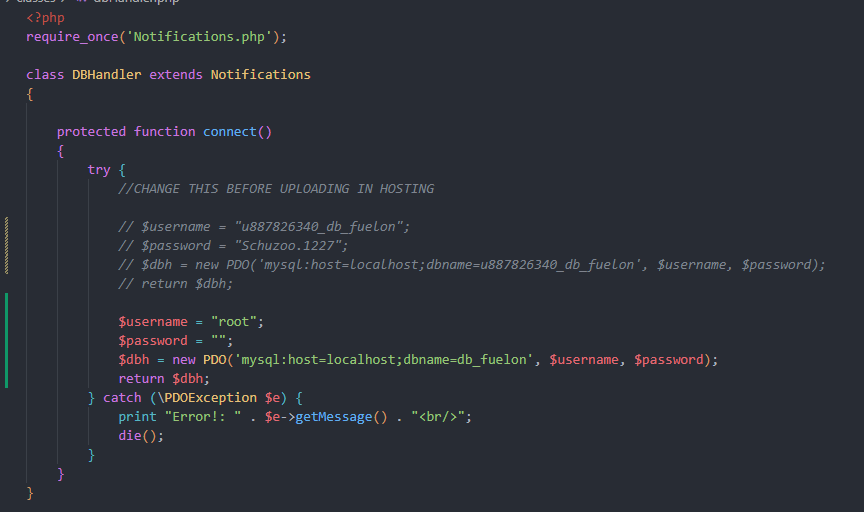 <?php
require_once('Notifications.php');
class DBHandler extends Notifications
{
protected function connect()
{
try {
//CHANGE THIS BEFORE UPLOADING IN HOSTING
// $username = "u887826340_db_fuelon";
// $password = "Schuzoo.1227";
// $dbh = new PDO('mysql:host=localhost;dbname=u887826340_db_fuelon', $username, $password);
// return $dbh;
$username = "root";
$password = "";
$dbh = new PDO('mysql:host=localhost;dbname=db_fuelon', $username, $password);
return $dbh;
} catch (\PDOException $e) {
print "Error!: " . $e->getMessage() . "<br/>";
die();
}
}
}